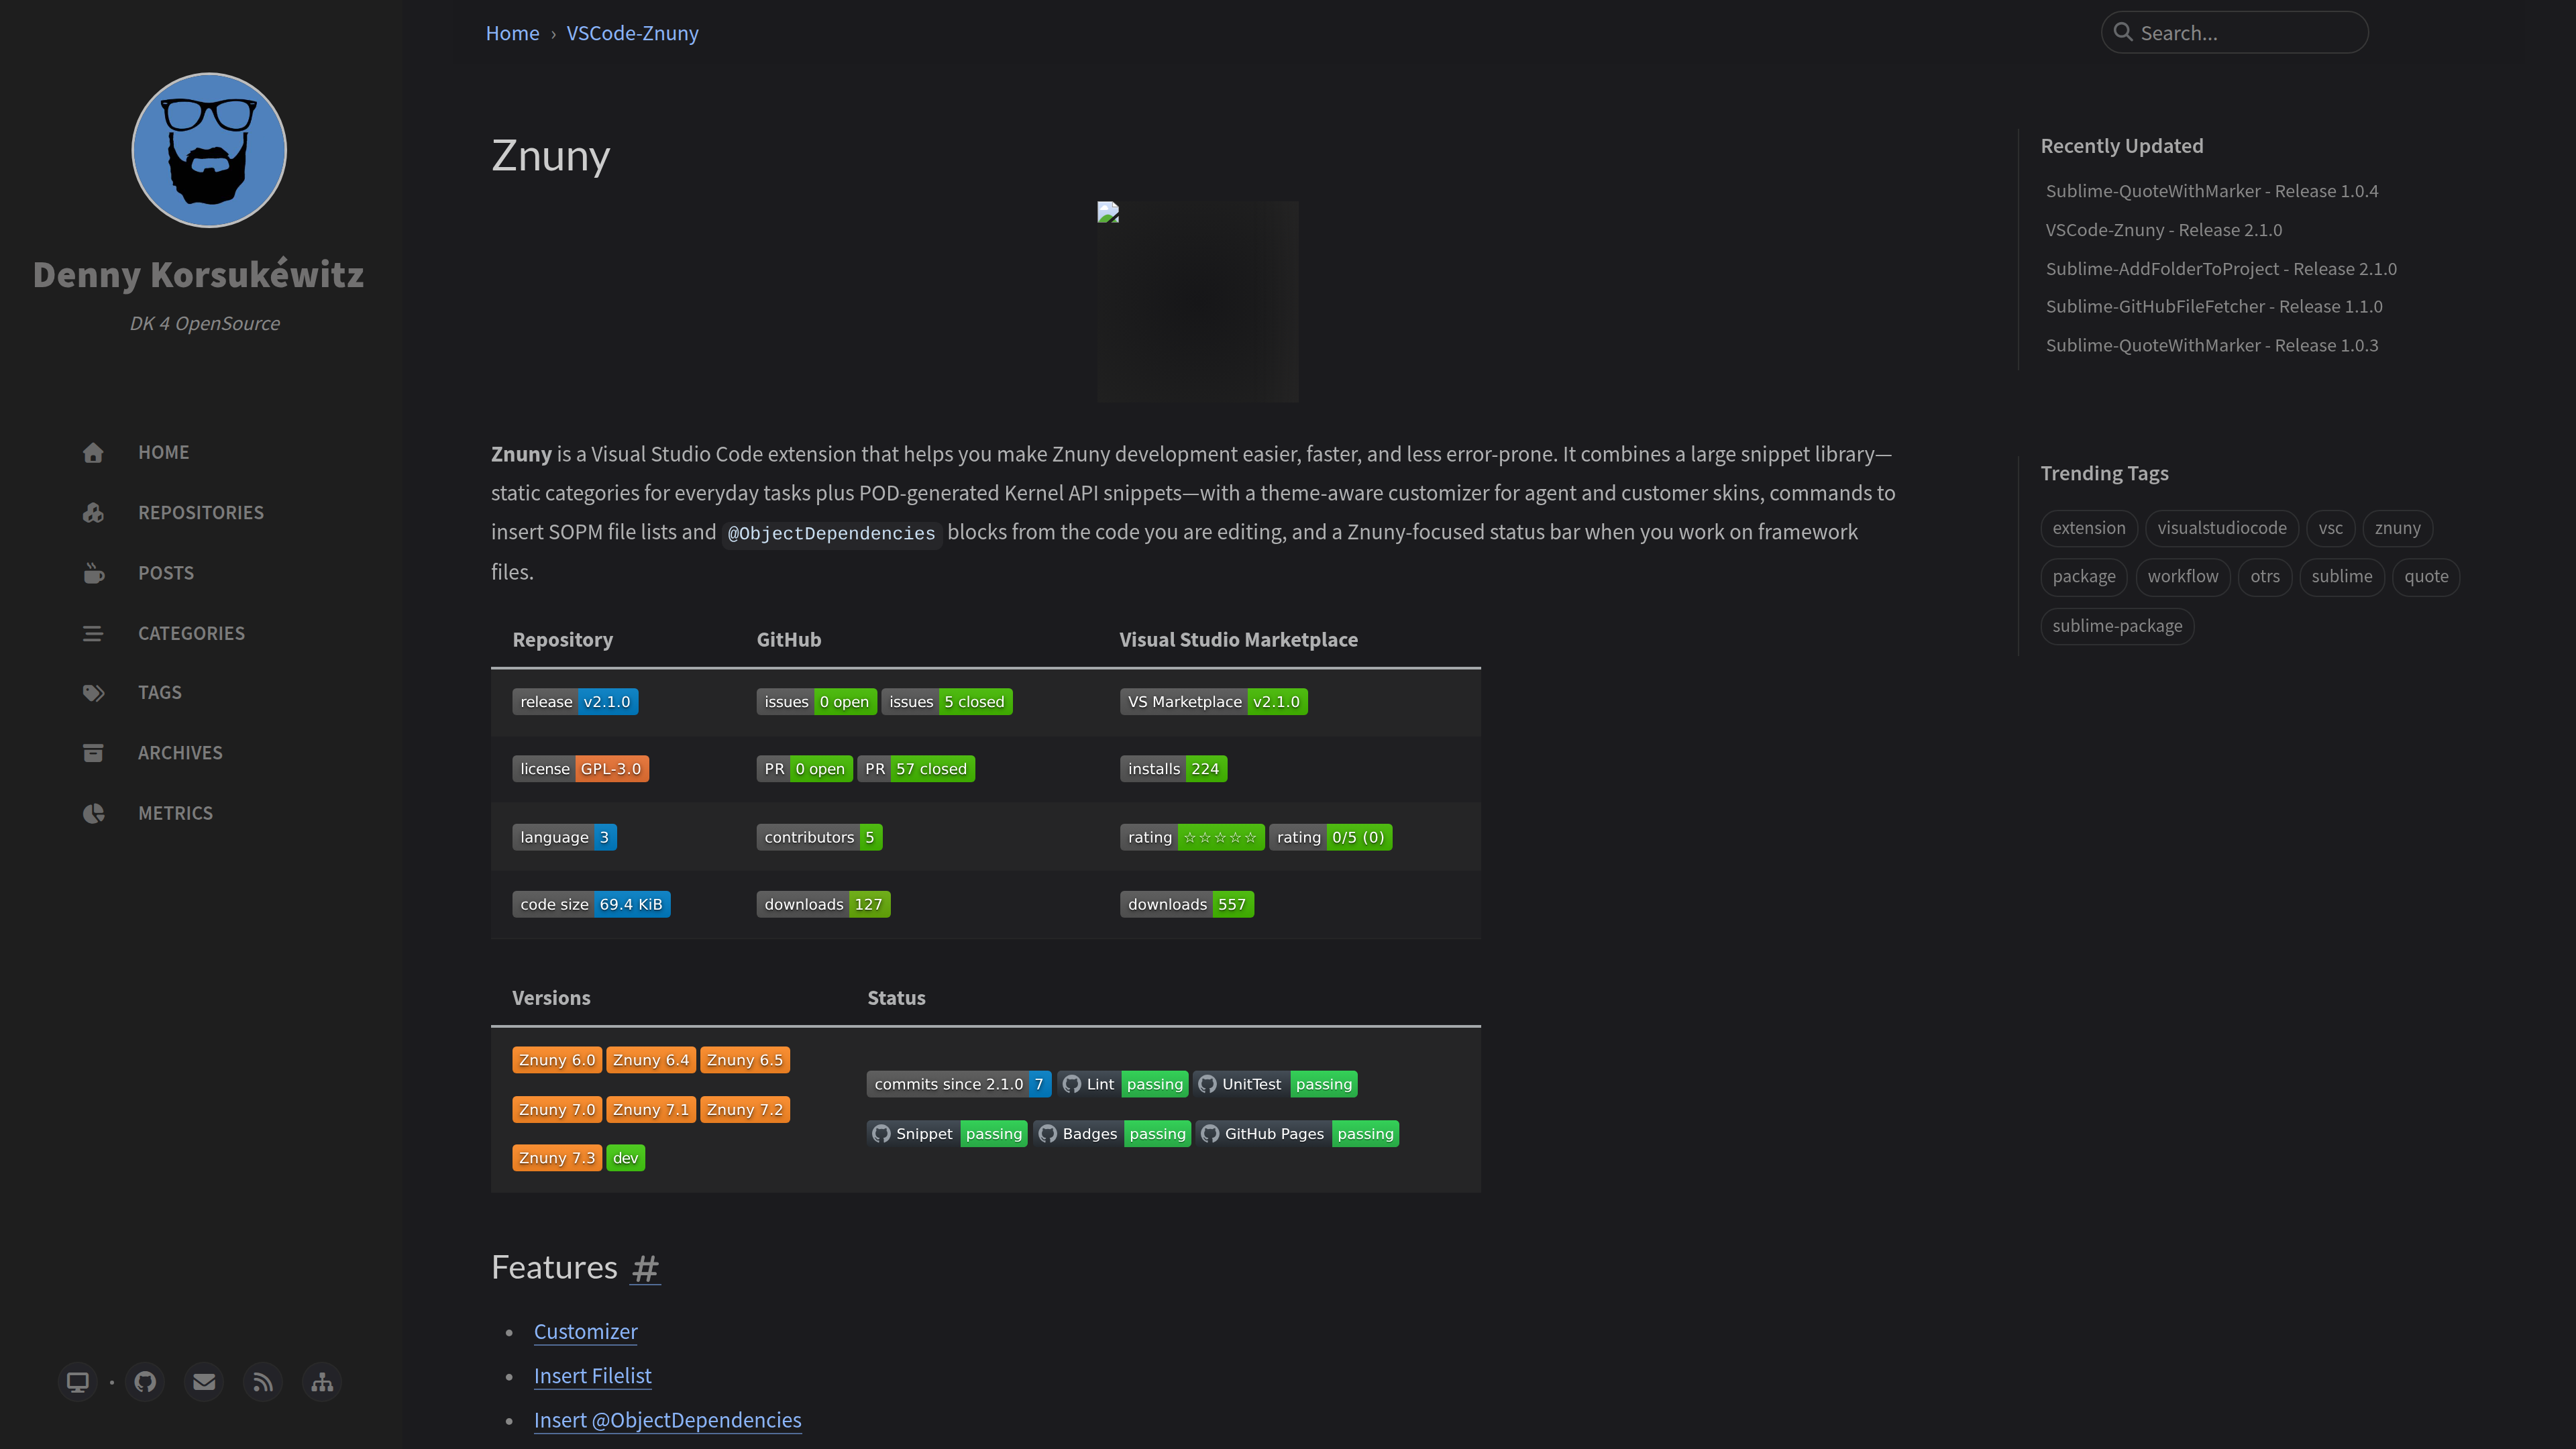 Denny Korsukéwitz
DK 4 OpenSource
HOME
REPOSITORIES
POSTS
CATEGORIES
TAGS
ARCHIVES
METRICS
Home › VSCode-Znuny
Search...
Znuny
Znuny is a Visual Studio Code extension that helps you make Znuny development easier, faster, and less error-prone. It combines a large snippet library—
static categories for everyday tasks plus POD-generated Kernel API snippets—with a theme-aware customizer for agent and customer skins, commands to
insert SOPM file lists and @ObjectDependencies blocks from the code you are editing, and a Znuny-focused status bar when you work on framework
files.
Repository GitHub Visual Studio Marketplace
release v2.1.0 issues 0 open issues 5 closed VS Marketplace v2.1.0
license GPL-3.0 PR 0 open PR 57 closed installs 224
language 3 contributors 5 rating ☆☆☆☆☆ rating 0/5 (0)
code size 69.4 KiB downloads 127 downloads 557
Versions Status
Znuny 6.0 Znuny 6.4 Znuny 6.5
Znuny 7.0 Znuny 7.1 Znuny 7.2
Znuny 7.3 dev
commits since 2.1.0 7 Lint passing UnitTest passing
Snippet passing Badges passing GitHub Pages passing
Features #
• Customizer
• Insert Filelist
• Insert @ObjectDependencies
Recently Updated
Sublime-QuoteWithMarker - Release 1.0.4
VSCode-Znuny - Release 2.1.0
Sublime-AddFolderToProject - Release 2.1.0
Sublime-GitHubFileFetcher - Release 1.1.0
Sublime-QuoteWithMarker - Release 1.0.3
Trending Tags
extension visualstudiocode vsc znuny
package workflow otrs sublime quote
sublime-package